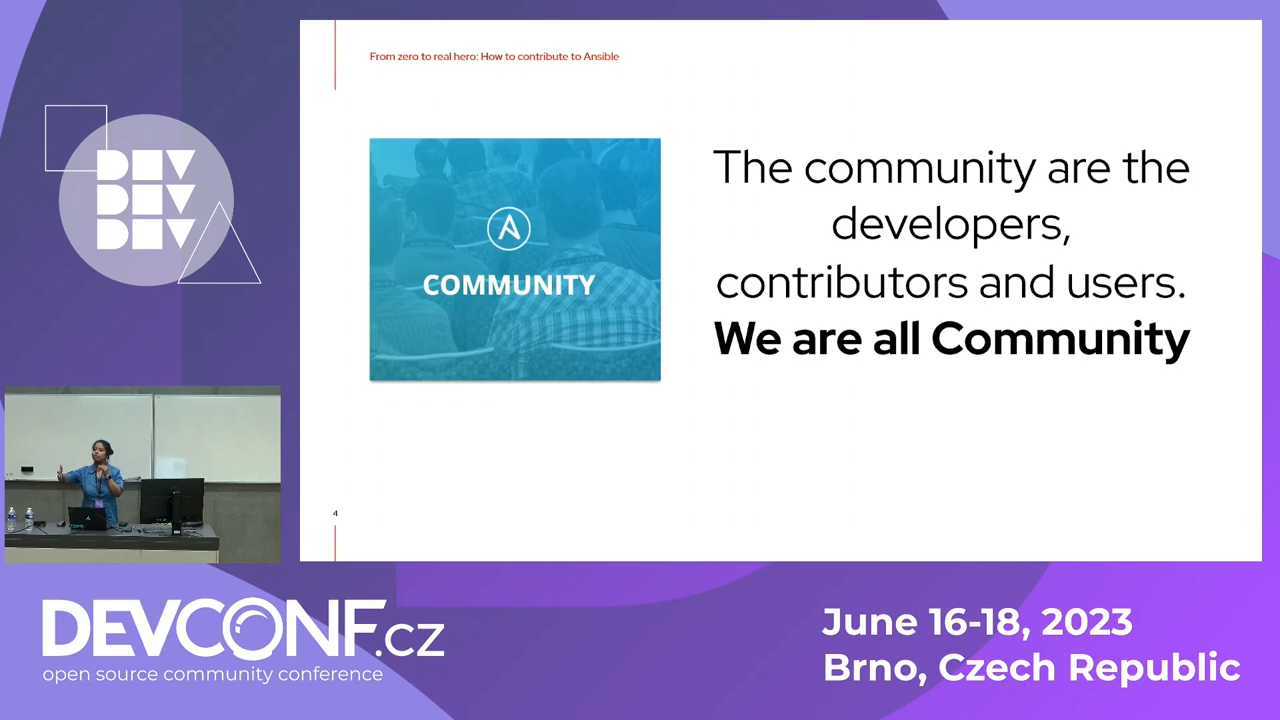 From zero to real hero: How to contribute to Ansible
DEV
DEV
DEV
COMMUNITY
The community are the
developers,
contributors and users.
We are all Community
4
DEVCONF.cz
open source community conference
June 16-18, 2023
Brno, Czech Republic